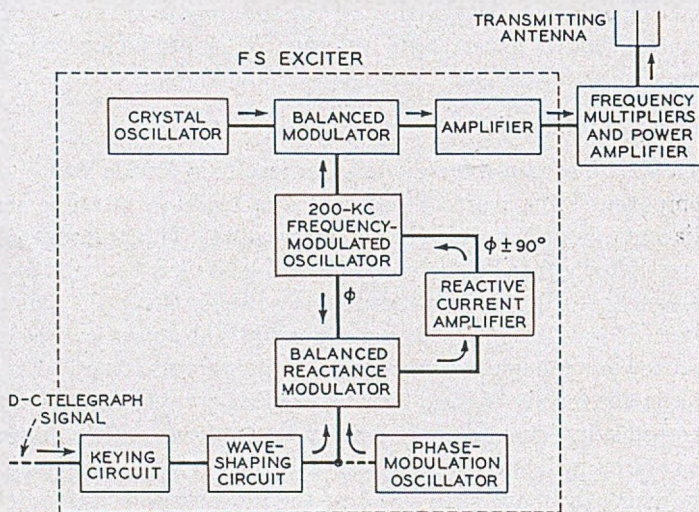 TRANSMITTING
ANTENNA
FS EXCITER
CRYSTAL
OSCILLATOR
BALANCED
MODULATOR
AMPLIFIER
FREQUENCY
MULTIPLIERS
AND POWER
AMPLIFIER
200-KC
FREQUENCY-
MODULATED
OSCILLATOR
ϕ±90°
REACTIVE
CURRENT
AMPLIFIER
ϕ
BALANCED
REACTANCE
MODULATOR
D-C TELEGRAPH
SIGNAL
KEYING
CIRCUIT
WAVE-
SHAPING
CIRCUIT
PHASE-
MODULATION
OSCILLATOR